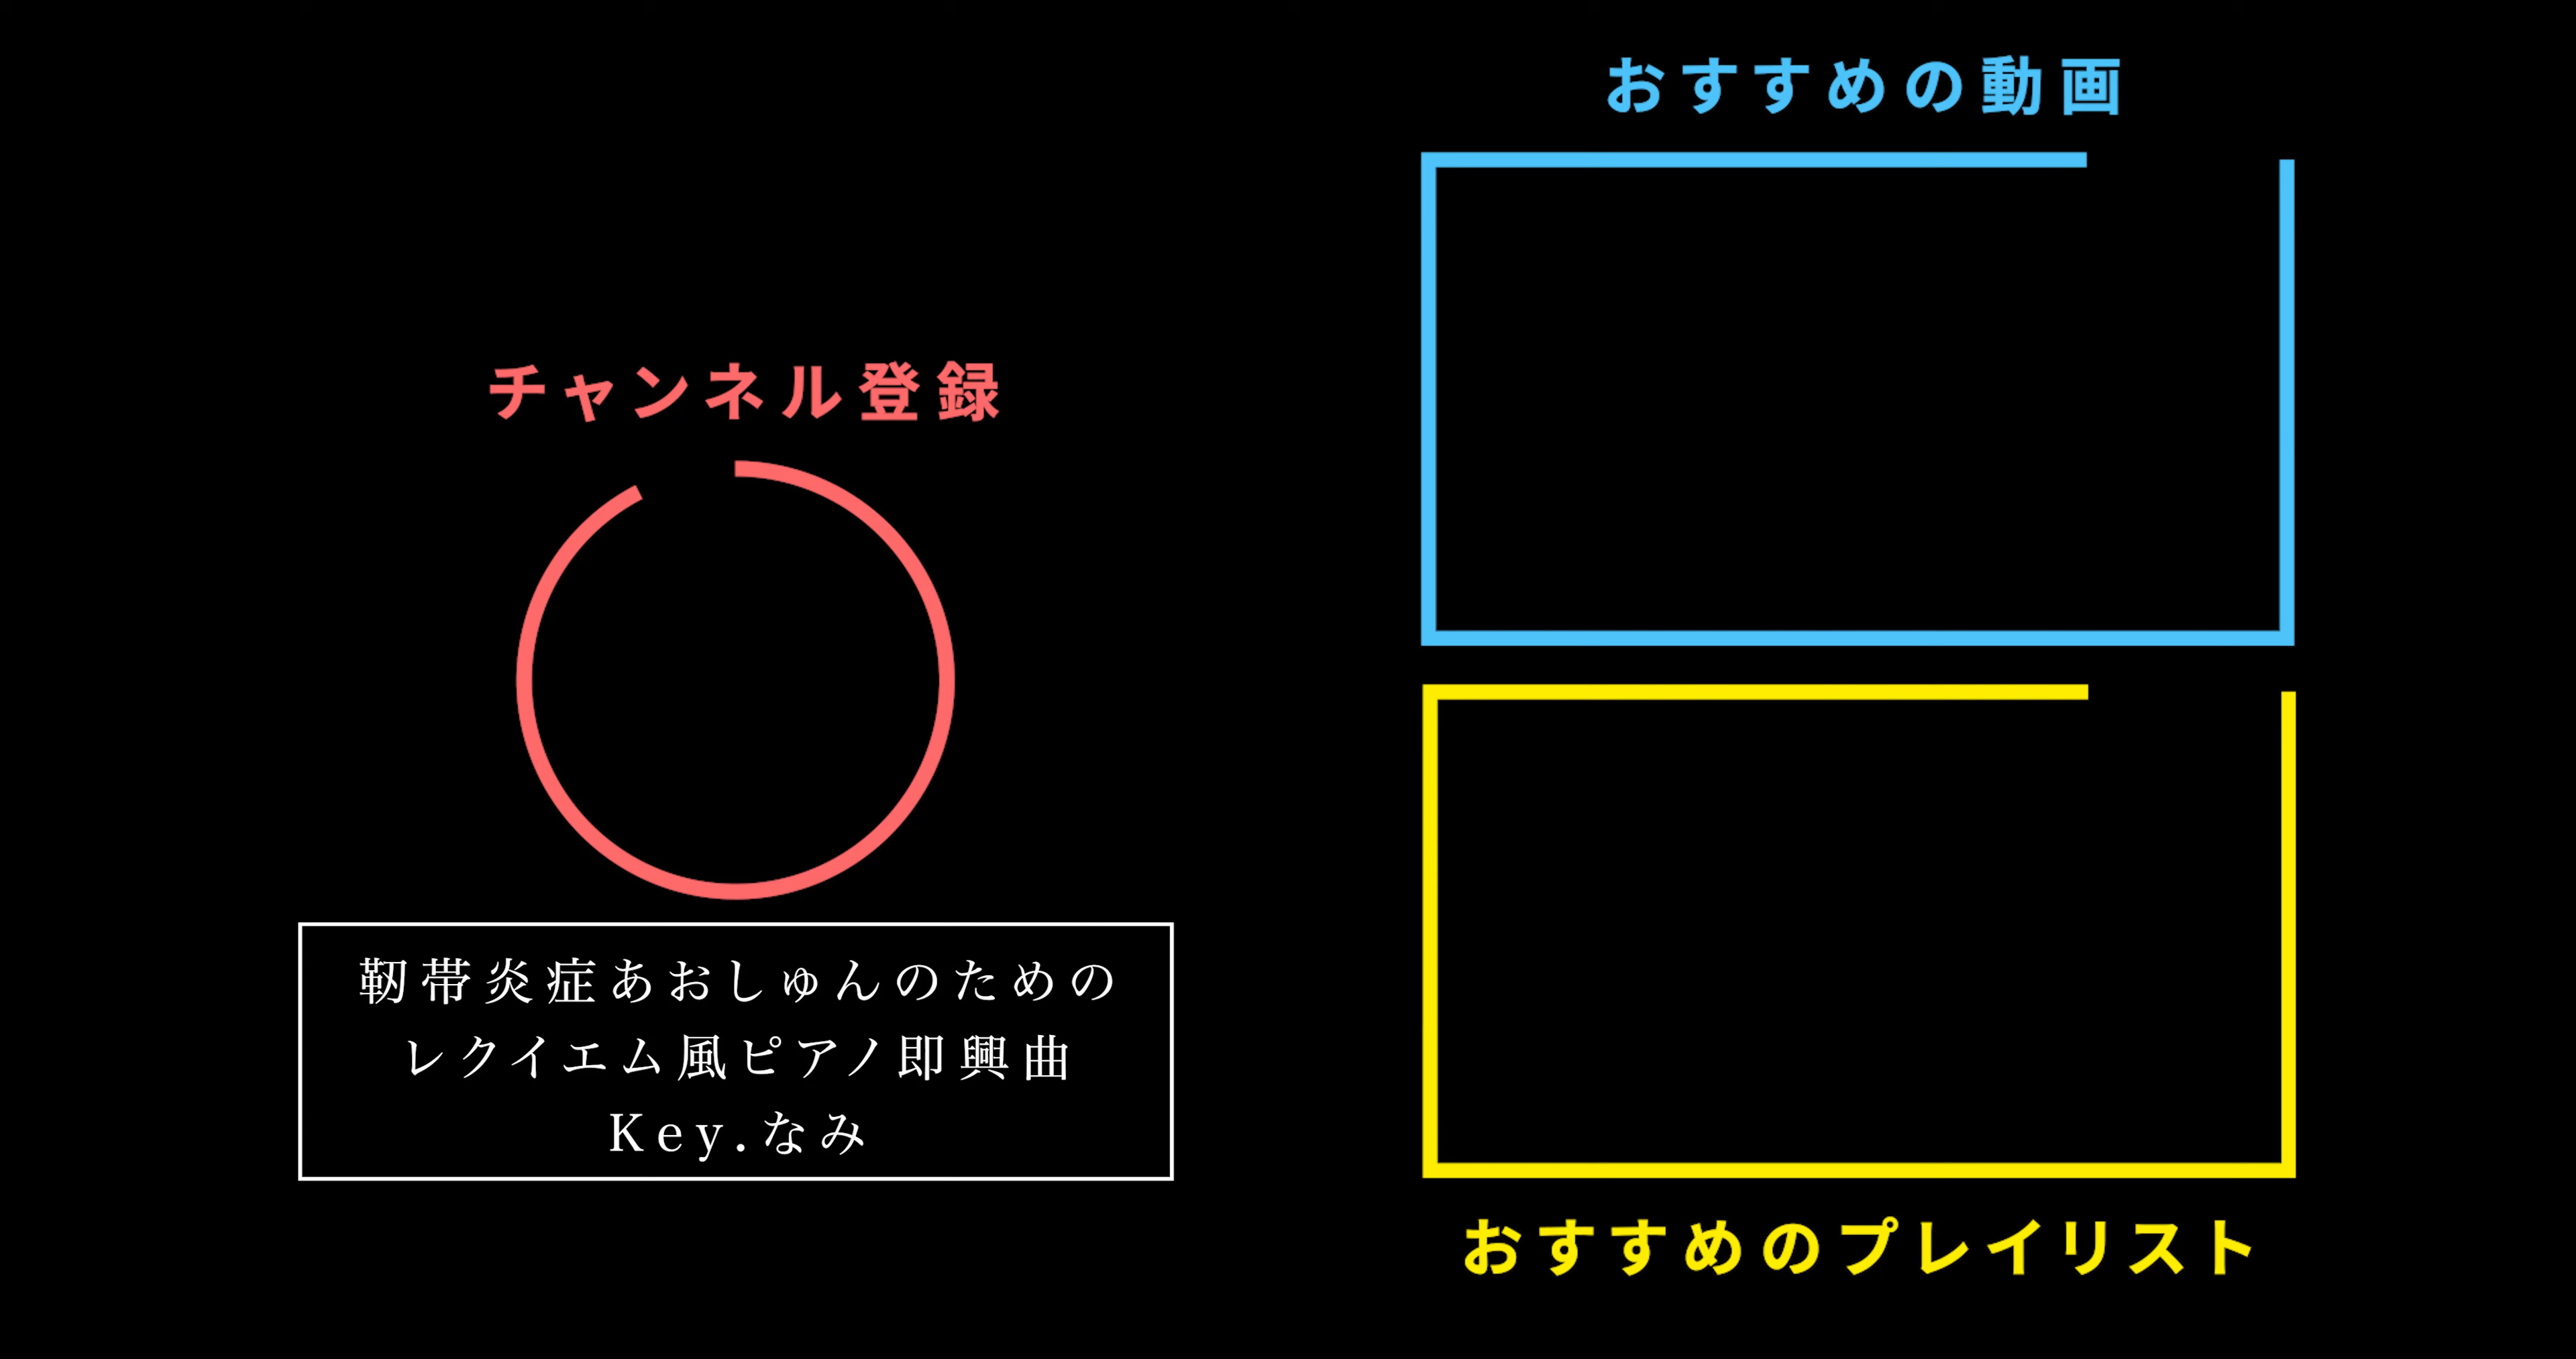 おすすめの動画
チャンネル登録
靭帯炎症あおしゅんのための
レクイエム風ピアノ即興曲
Key.なみ
おすすめのプレイリスト